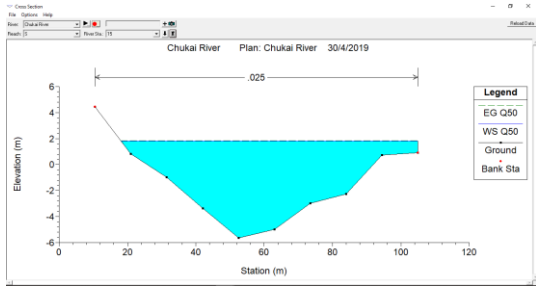 Cross Section
File Options Help
River: Chukai River
Reload Data
Reach: S River Sta.: 15
Chukai River Plan: Chukai River 30/4/2019
.025
Legend
EG Q50
WS Q50
Ground
Bank Sta
Elevation (m)
6
4
2
0
-2
-4
-6
0 20 40 60 80 100 120
Station (m)